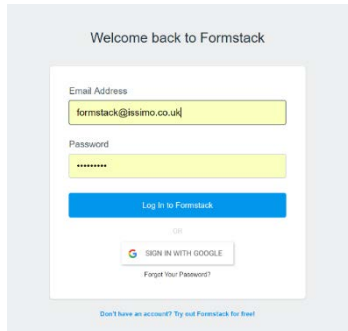 Welcome back to Formstack
Email Address
formstack@issimo.co.uk
Password
•••••••••
Log In to Formstack
OR
SIGN IN WITH GOOGLE
Forgot Your Password?
Don't have an account? Try out Formstack for free!